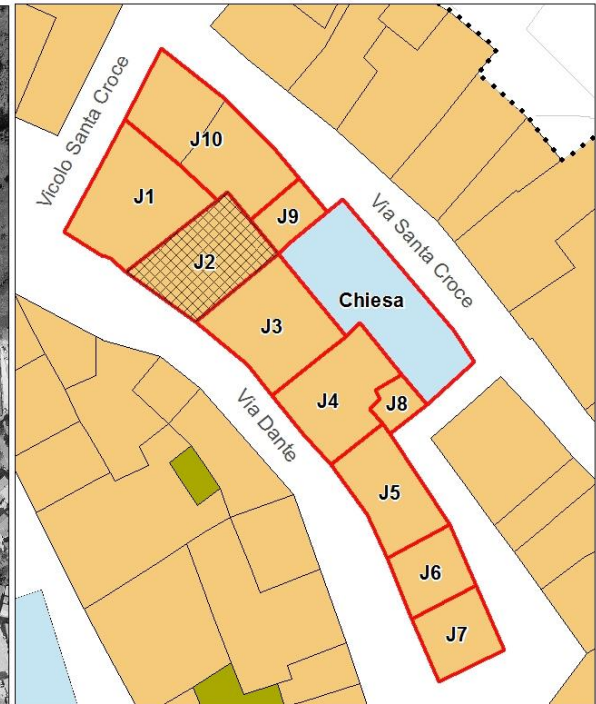 Vicolo Santa Croce
J10
J1
J9
J2
Via Santa Croce
Chiesa
J3
Via Dante
J4
J8
J5
J6
J7